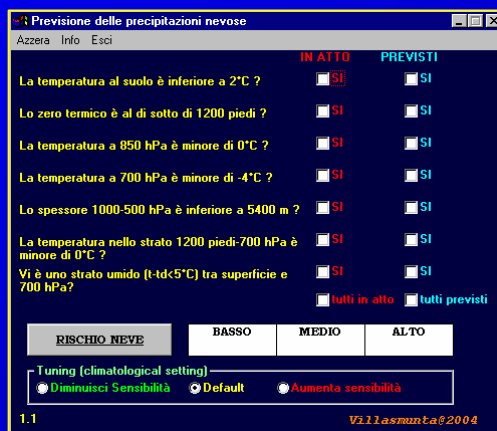 Previsione delle precipitazioni nevose
Azzera Info Esci
IN ATTO PREVISTI
La temperatura al suolo è inferiore a 2°C ? SI SI
Lo zero termico è al di sotto di 1200 piedi ? SI SI
La temperatura a 850 hPa è minore di 0°C ? SI SI
La temperatura a 700 hPa è minore di -4°C ? SI SI
Lo spessore 1000-500 hPa è inferiore a 5400 m ? SI SI
La temperatura nello strato 1200 piedi-700 hPa è
minore di 0°C ? SI SI
Vi è uno strato umido (t-td<5°C) tra superficie e
700 hPa? SI SI
tutti in atto tutti previsti
RISCHIO NEVE BASSO MEDIO ALTO
Tuning (climatological setting)
Diminuisci Sensibilità Default Aumenta sensibilità
1.1 Villasmunta@2004